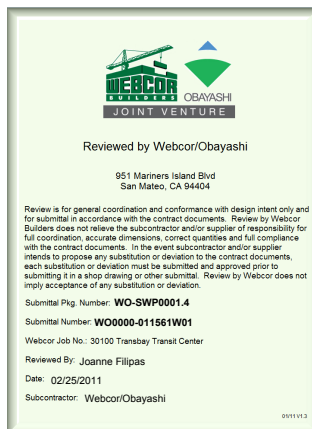 WEBCOR
BUILDERS
OBAYASHI
JOINT VENTURE
Reviewed by Webcor/Obayashi
951 Mariners Island Blvd
San Mateo, CA 94404
Review is for general coordination and conformance with design intent only and
for submittal in accordance with the contract documents. Review by Webcor
Builders does not relieve the subcontractor and/or supplier of responsibility for
full coordination, accurate dimensions, correct quantities and full compliance
with the contract documents. In the event subcontractor and/or supplier
intends to propose any substitution or deviation to the contract documents,
each substitution or deviation must be submitted and approved prior to
submitting it in a shop drawing or other submittal. Review by Webcor does not
imply acceptance of any substitution or deviation.
Submittal Pkg. Number: WO-SWP0001.4
Submittal Number: WO0000-011561W01
Webcor Job No.: 30100 Transbay Transit Center
Reviewed By: Joanne Filipas
Date: 02/25/2011
Subcontractor: Webcor/Obayashi
01/11 V1.3